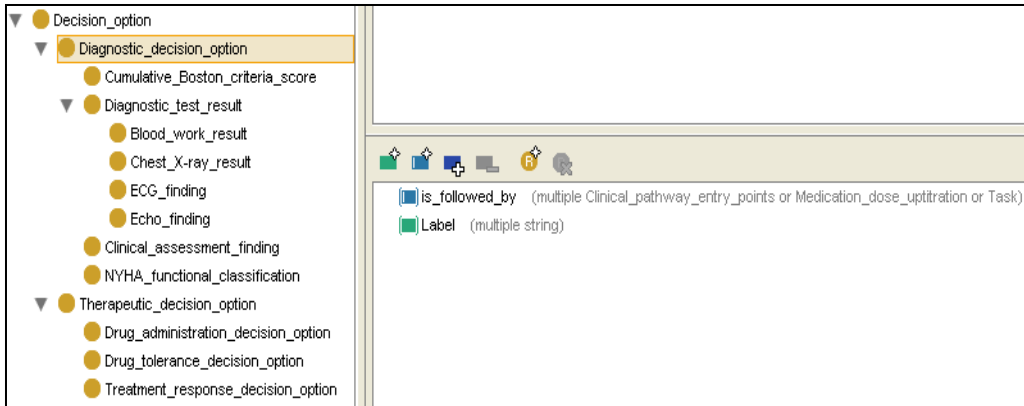 Decision_option
Diagnostic_decision_option
Cumulative_Boston_criteria_score
Diagnostic_test_result
Blood_work_result
Chest_X-ray_result
ECG_finding
Echo_finding
Clinical_assessment_finding
NYHA_functional_classification
Therapeutic_decision_option
Drug_administration_decision_option
Drug_tolerance_decision_option
Treatment_response_decision_option
R
is_followed_by (multiple Clinical_pathway_entry_points or Medication_dose_uptitration or Task)
Label (multiple string)